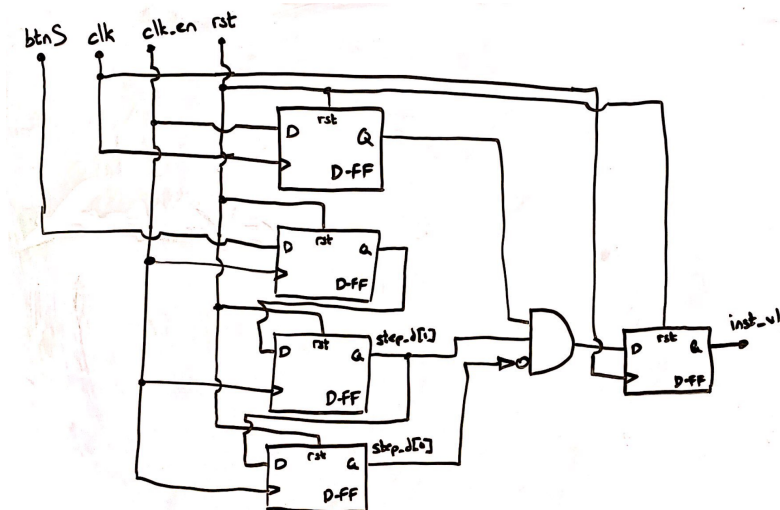 btnS clk clk_en rst
rst
D Q
D-FF
rst
D Q
D-FF
rst
D Q step_d[1]
D-FF
rst
D Q step_d[0]
D-FF
rst
D Q inst_vl
D-FF